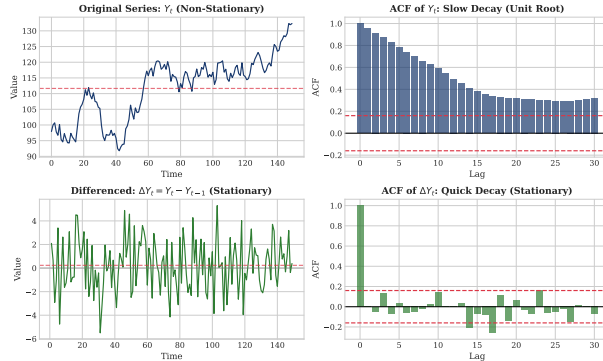 Original Series: Yt (Non-Stationary)
Value
130
125
120
115
110
105
100
95
90
0 20 40 60 80 100 120 140
Time
ACF of Yt: Slow Decay (Unit Root)
ACF
1.0
0.8
0.6
0.4
0.2
0.0
−0.2
0 5 10 15 20 25 30
Lag
Differenced: ΔYt = Yt − Yt−1 (Stationary)
Value
4
2
0
−2
−4
−6
0 20 40 60 80 100 120 140
Time
ACF of ΔYt: Quick Decay (Stationary)
ACF
1.0
0.8
0.6
0.4
0.2
0.0
−0.2
0 5 10 15 20 25 30
Lag